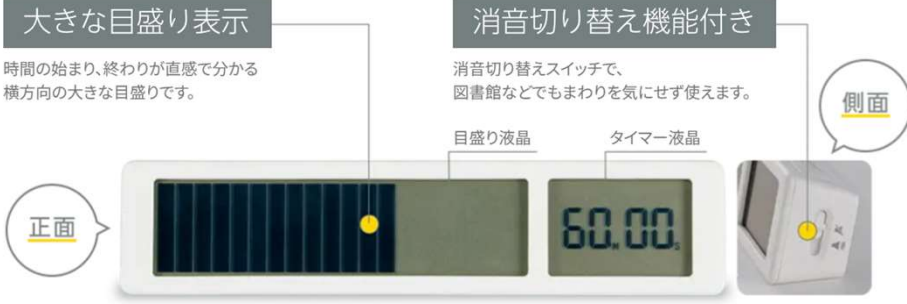 大きな目盛り表示
時間の始まり、終わりが直感で分かる
横方向の大きな目盛りです。
消音切り替え機能付き
消音切り替えスイッチで、
図書館などでもまわりを気にせず使えます。
側面
目盛り液晶
タイマー液晶
正面
60M00S